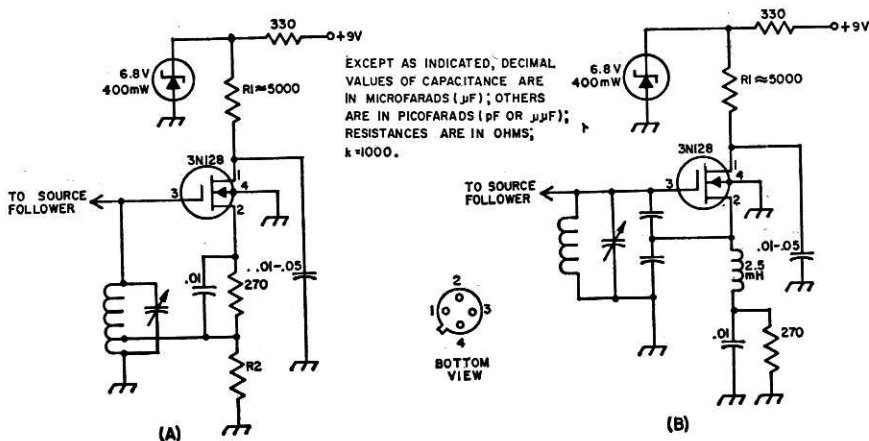 330
+9V
6.8V
400mW
R1≈5000
3N128
1
4
3
2
TO SOURCE
FOLLOWER
.01
.01-.05
270
R2
(A)
EXCEPT AS INDICATED, DECIMAL
VALUES OF CAPACITANCE ARE
IN MICROFARADS (μF); OTHERS
ARE IN PICOFARADS (pF OR μμF);
RESISTANCES ARE IN OHMS;
k=1000.
2
1
3
4
BOTTOM
VIEW
330
+9V
6.8V
400mW
R1≈5000
3N128
1
4
3
2
TO SOURCE
FOLLOWER
.01-.05
2.5
mH
.01
270
(B)